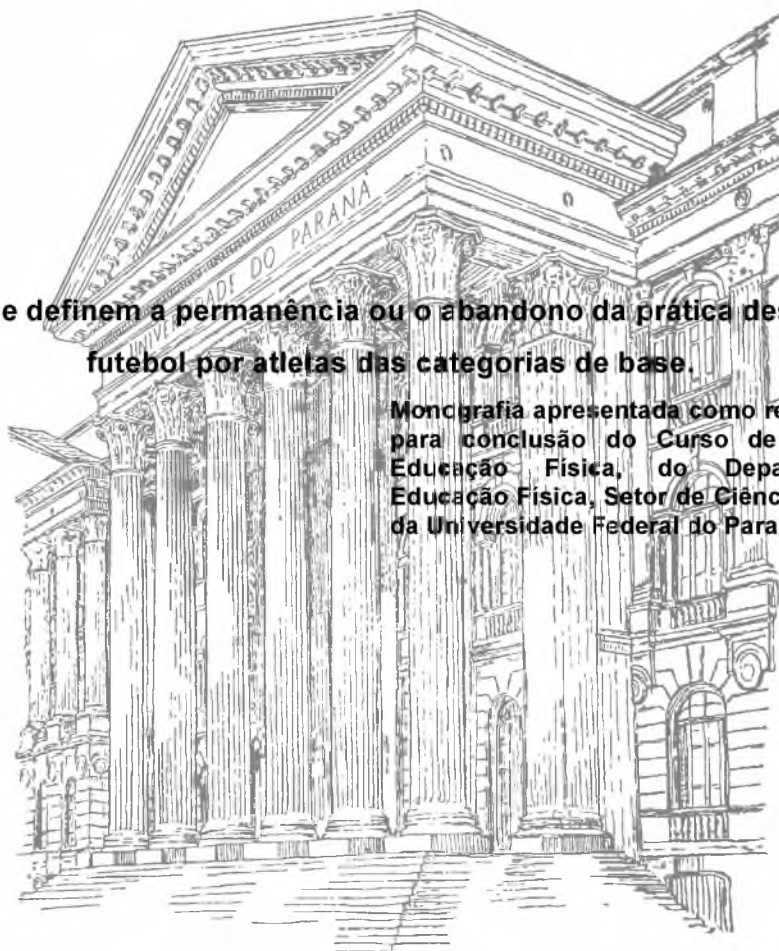 VERSIDADE DO PARANÁ
e definem a permanência ou o abandono da prática des
futebol por atletas das categorias de base.
Monografia apresentada como re
para conclusão do Curso de
Educação Física, do Depa
Educação Física, Setor de Ciênc
da Universidade Federal do Para